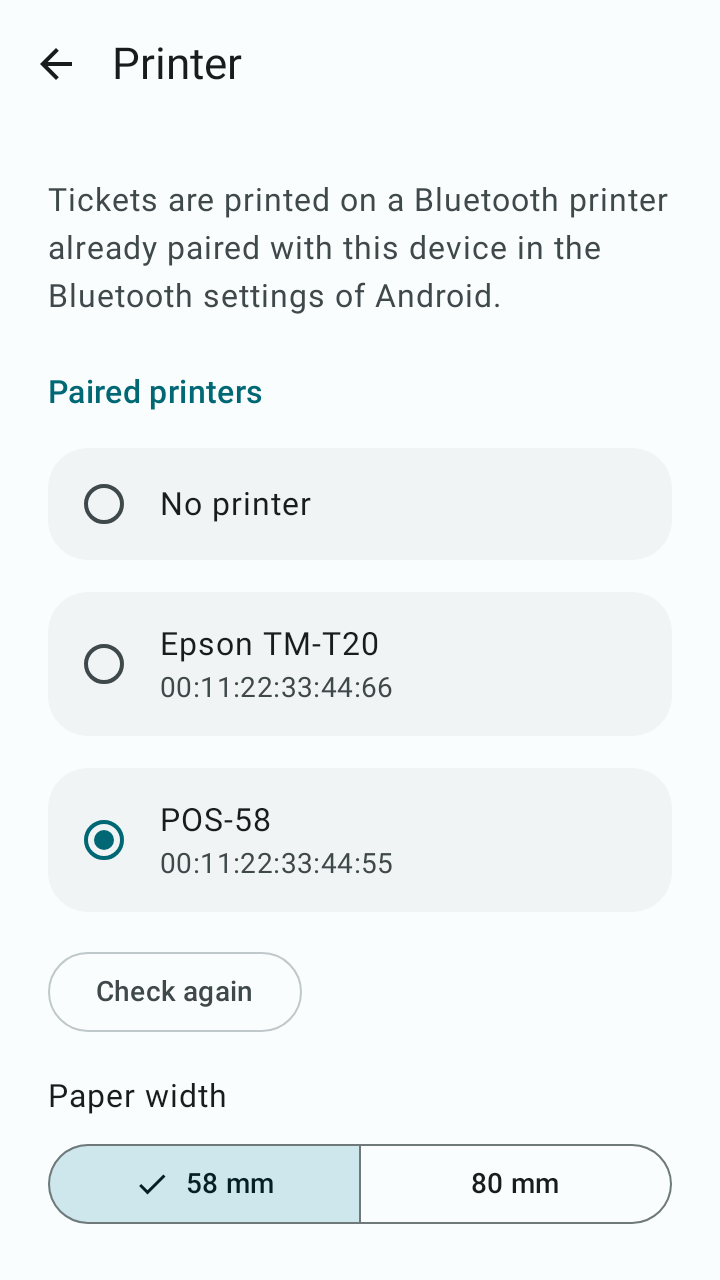 Printer
Tickets are printed on a Bluetooth printer
already paired with this device in the
Bluetooth settings of Android.
Paired printers
No printer
Epson TM-T20
00:11:22:33:44:66
POS-58
00:11:22:33:44:55
Check again
Paper width
58 mm
80 mm